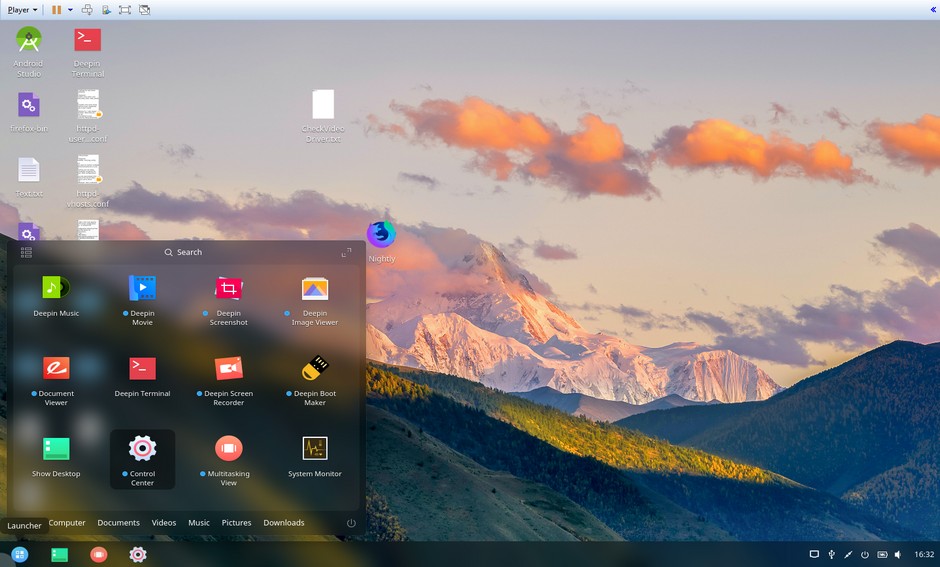 Player
Android
Studio
Deepin
Terminal
firefox-bin
httpd-
users.conf
CheckVideo
Driver.txt
Text.txt
httpd-
vhosts.conf
Nightly
Search
Deepin Music
Deepin
Movie
Deepin
Screenshot
Deepin
Image Viewer
Document
Viewer
Deepin Terminal
Deepin Screen
Recorder
Deepin Boot
Maker
Show Desktop
Control
Center
Multitasking
View
System Monitor
Launcher
Computer
Documents
Videos
Music
Pictures
Downloads
16:32